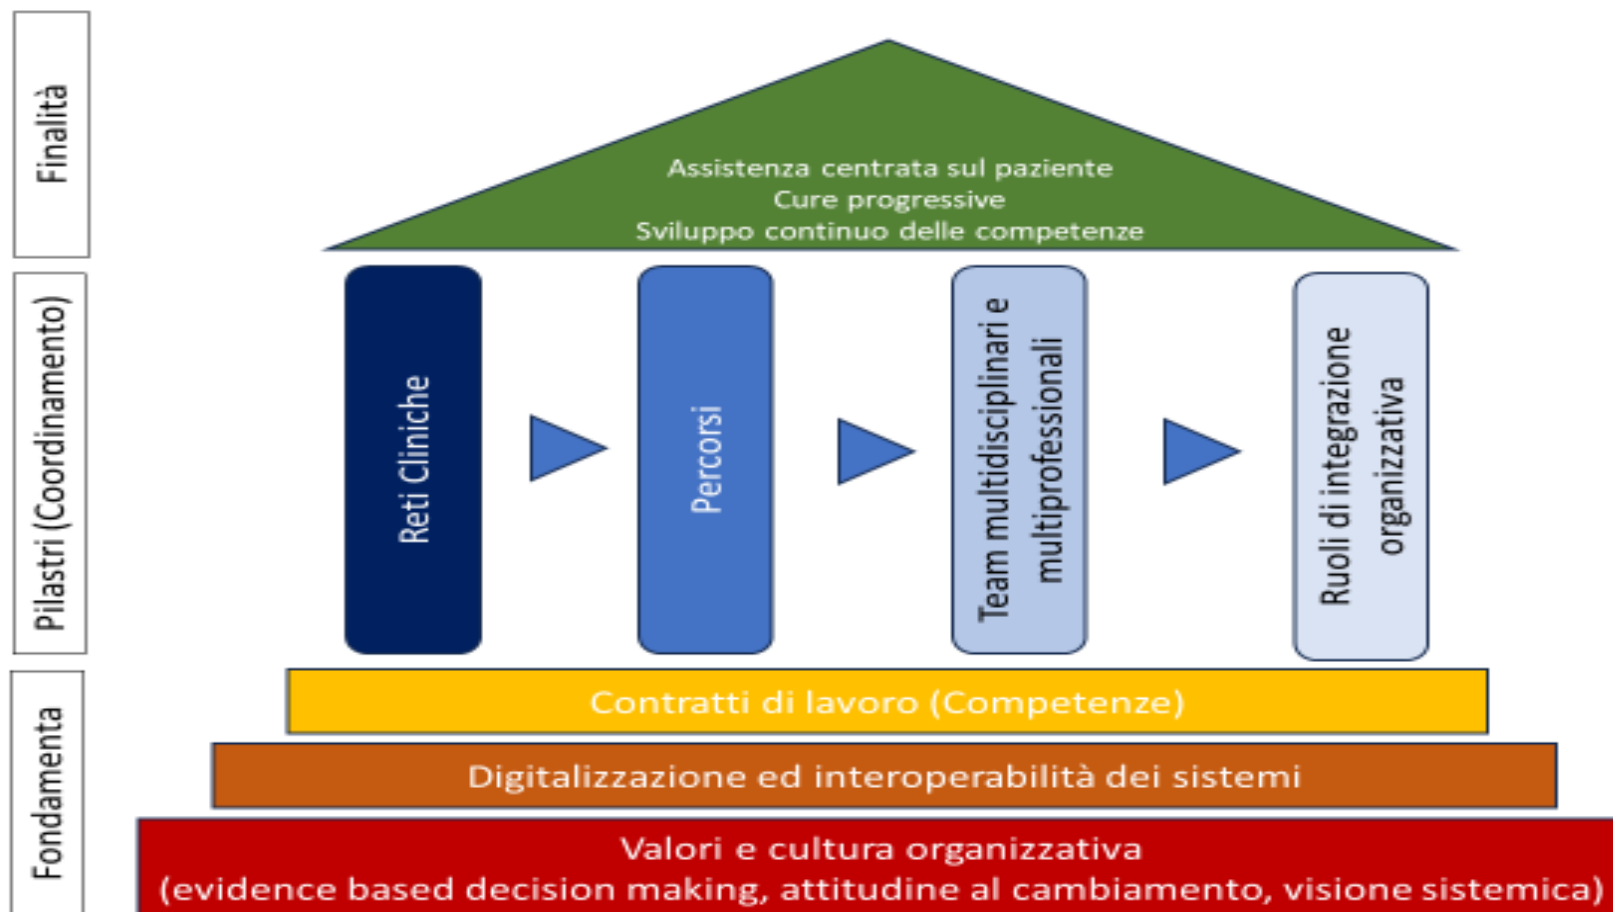 Finalità
Assistenza centrata sul paziente
Cure progressive
Sviluppo continuo delle competenze
Pilastri (Coordinamento)
Reti Cliniche
Percorsi
Team multidisciplinari e
multiprofessionali
Ruoli di integrazione
organizzativa
Fondamenta
Contratti di lavoro (Competenze)
Digitalizzazione ed interoperabilità dei sistemi
Valori e cultura organizzativa
(evidence based decision making, attitudine al cambiamento, visione sistemica)